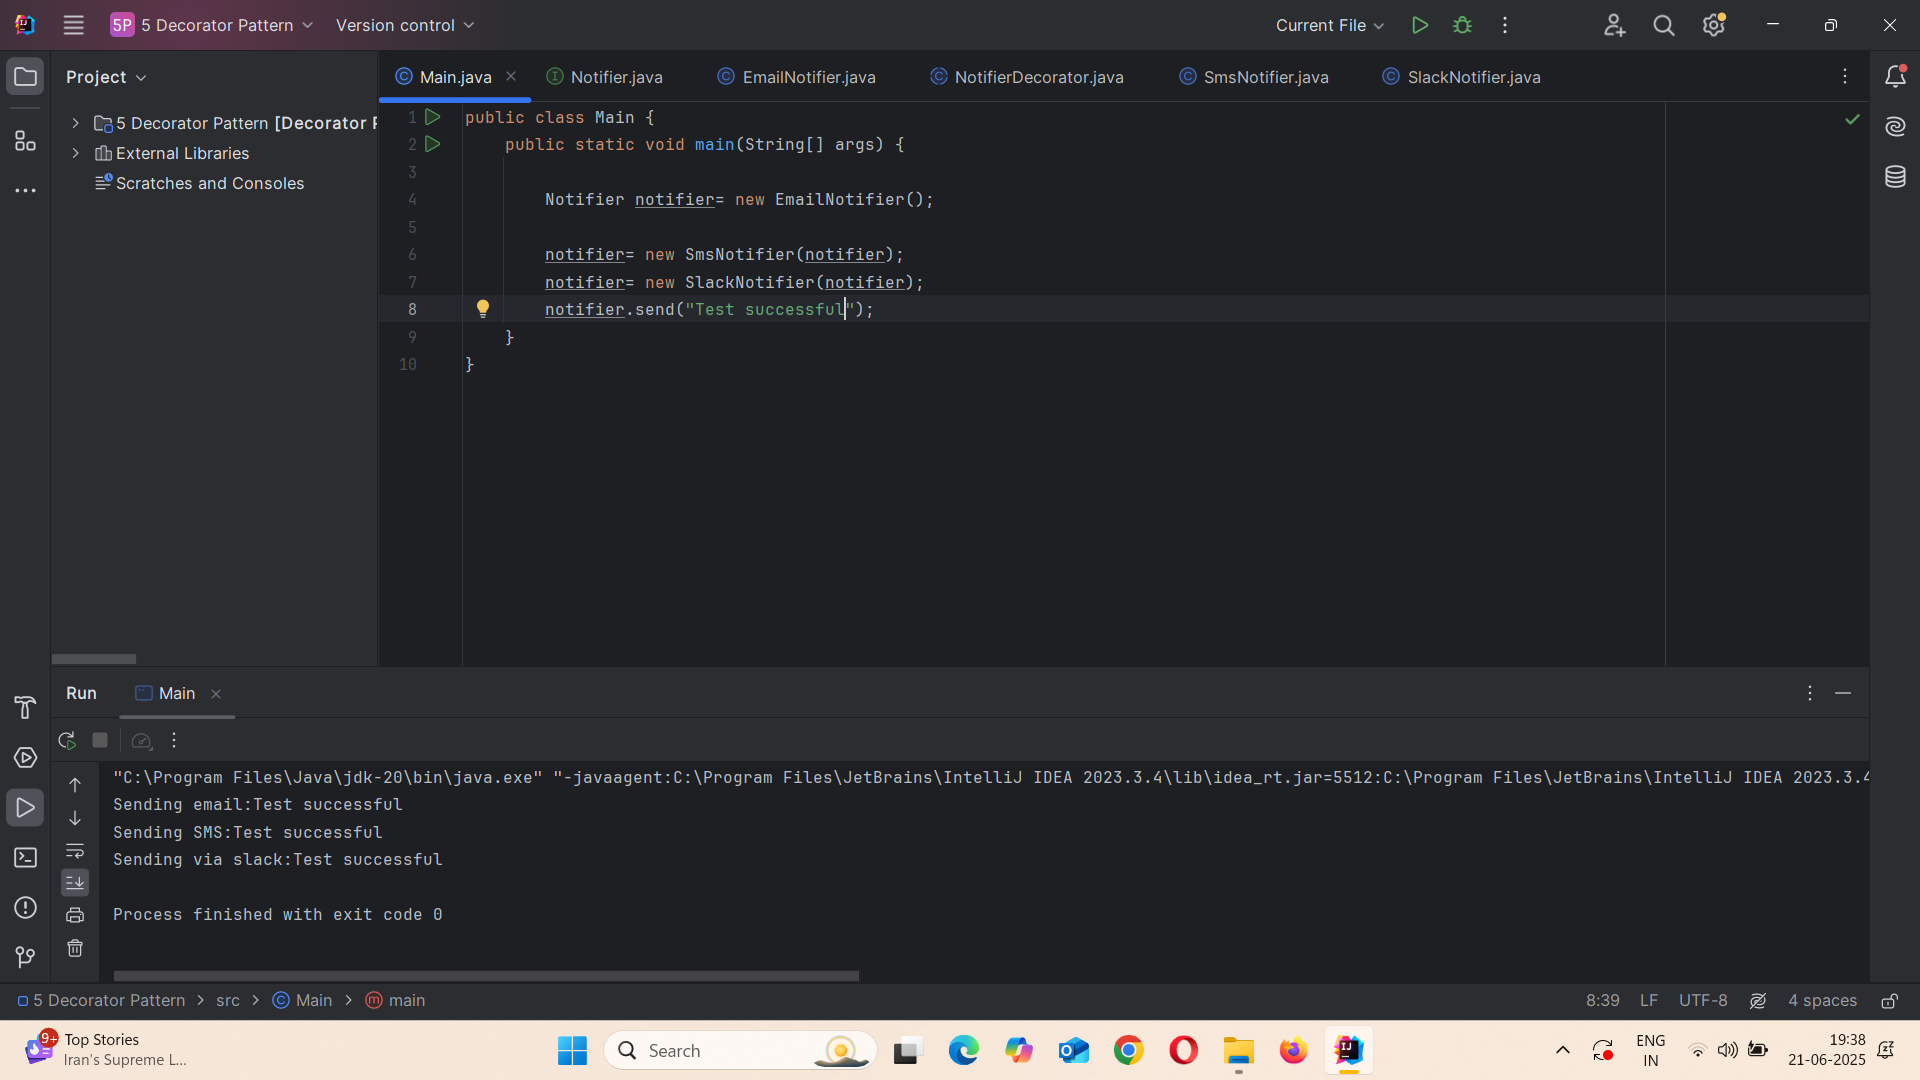 5P 5 Decorator Pattern Version control Current File
Project
Main.java Notifier.java EmailNotifier.java NotifierDecorator.java SmsNotifier.java SlackNotifier.java
5 Decorator Pattern [Decorator P
External Libraries
Scratches and Consoles
1 public class Main {
2 public static void main(String[] args) {
3
4 Notifier notifier= new EmailNotifier();
5
6 notifier= new SmsNotifier(notifier);
7 notifier= new SlackNotifier(notifier);
8 notifier.send("Test successful");
9 }
10 }
Run Main
"C:\Program Files\Java\jdk-20\bin\java.exe" "-javaagent:C:\Program Files\JetBrains\IntelliJ IDEA 2023.3.4\lib\idea_rt.jar=5512:C:\Program Files\JetBrains\IntelliJ IDEA 2023.3.4
Sending email:Test successful
Sending SMS:Test successful
Sending via slack:Test successful
Process finished with exit code 0
5 Decorator Pattern > src > Main > main 8:39 LF UTF-8 4 spaces
9+ Top Stories
Iran's Supreme L...
Search
ENG
IN
19:38
21-06-2025